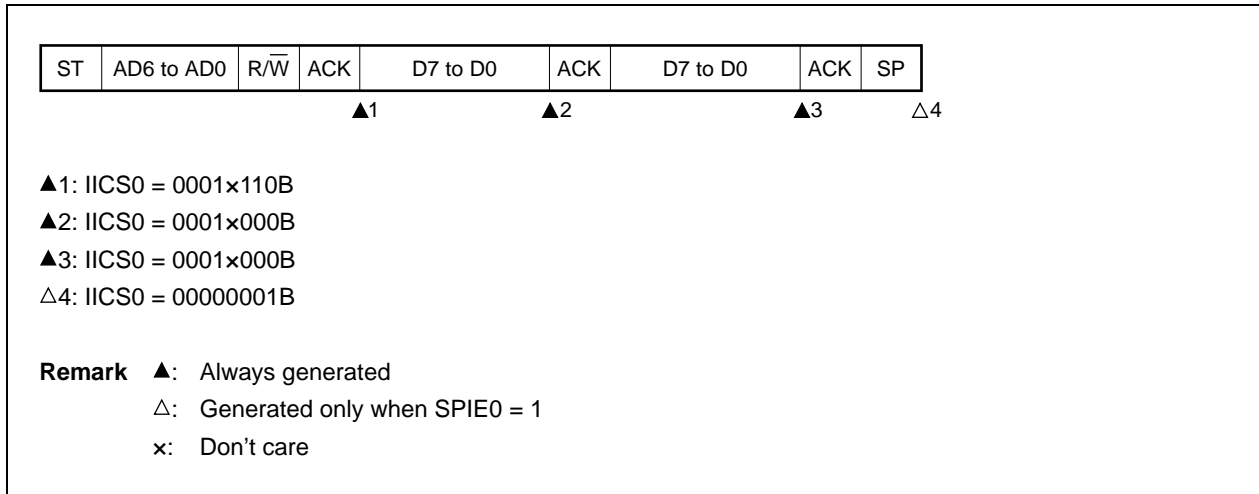 ST AD6 to AD0 R/W̅ ACK D7 to D0 ACK D7 to D0 ACK SP
▲1 ▲2 ▲3 △4
▲1: IICS0 = 0001×110B
▲2: IICS0 = 0001×000B
▲3: IICS0 = 0001×000B
△4: IICS0 = 00000001B
Remark ▲: Always generated
△: Generated only when SPIE0 = 1
×: Don't care